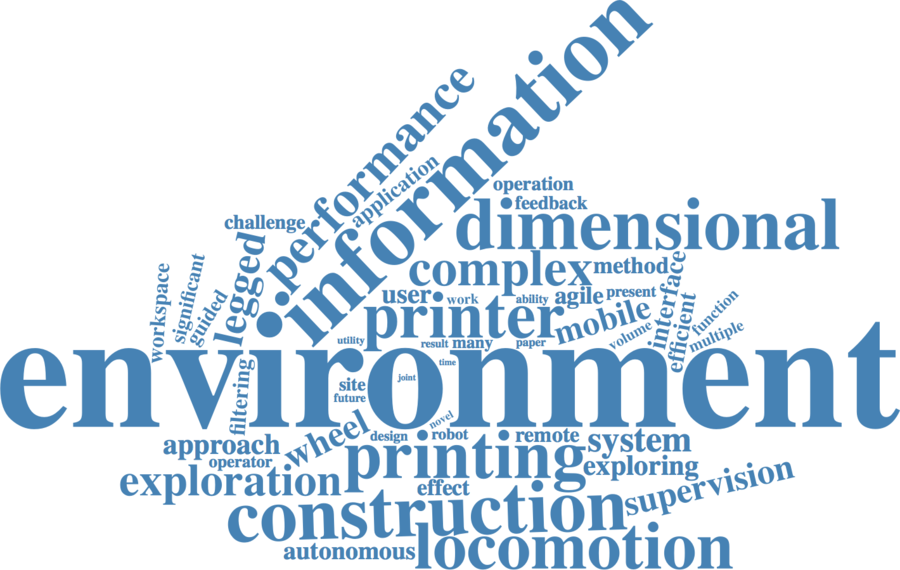 information
performance
application
operation
feedback
challenge
dimensional
legged
complex
method
interface
workspace
significant
guided
user
work
ability
agile
present
efficient
function
multiple
printer
mobile
volume
utility
result
many
paper
environment
time
joint
site
future
filtering
novel
wheel
design
robot
remote
system
approach
operator
printing
exploring
exploration
effect
supervision
construction
autonomous
locomotion